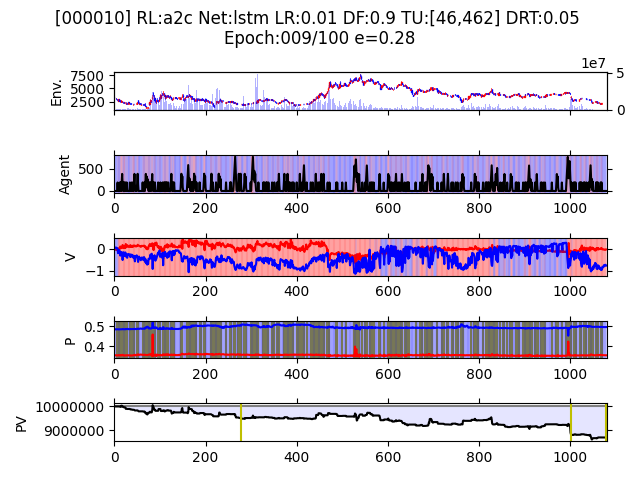 [000010] RL:a2c Net:lstm LR:0.01 DF:0.9 TU:[46,462] DRT:0.05
Epoch:009/100 e=0.28
1e7
Env.
7500
5000
2500
5
0
Agent
500
0
0 200 400 600 800 1000
V
0
−1
0 200 400 600 800 1000
P
0.5
0.4
0 200 400 600 800 1000
PV
10000000
9000000
0 200 400 600 800 1000